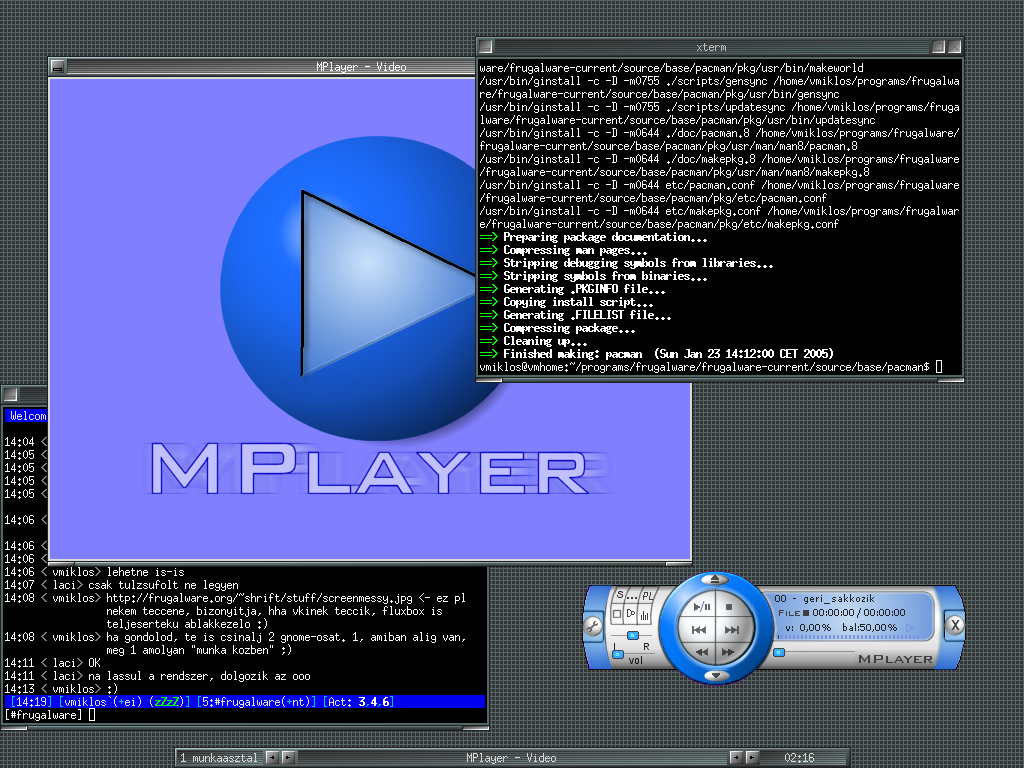 xterm
MPlayer - Video
ware/frugalware-current/source/base/pacman/pkg/usr/bin/makeworld
/usr/bin/ginstall -c -D -m0755 ./scripts/gensync /home/vmiklos/programs/frugalwa
re/frugalware-current/source/base/pacman/pkg/usr/bin/gensync
/usr/bin/ginstall -c -D -m0755 ./scripts/updatesync /home/vmiklos/programs/fruga
lware/frugalware-current/source/base/pacman/pkg/usr/bin/updatesync
/usr/bin/ginstall -c -D -m0644 ./doc/pacman.8 /home/vmiklos/programs/frugalware/
frugalware-current/source/base/pacman/pkg/usr/man/man8/pacman.8
/usr/bin/ginstall -c -D -m0644 ./doc/makepkg.8 /home/vmiklos/programs/frugalware
/frugalware-current/source/base/pacman/pkg/usr/man/man8/makepkg.8
/usr/bin/ginstall -c -D -m0644 etc/pacman.conf /home/vmiklos/programs/frugalware
/frugalware-current/source/base/pacman/pkg/etc/pacman.conf
/usr/bin/ginstall -c -D -m0644 etc/makepkg.conf /home/vmiklos/programs/frugalwar
e/frugalware-current/source/base/pacman/pkg/etc/makepkg.conf
==> Preparing package documentation...
==> Compressing man pages...
==> Stripping debugging symbols from libraries...
==> Stripping symbols from binaries...
==> Generating .PKGINFO file...
==> Copying install script...
==> Generating .FILELIST file...
==> Compressing package...
==> Cleaning up...
==> Finished making: pacman  (Sun Jan 23 14:12:00 CET 2005)
vmiklos@vmhome:~/programs/frugalware/frugalware-current/source/base/pacman$
MPLAYER
Welcom
14:04 <
14:05 <
14:05 <
14:05 <
14:05 <
14:06 <
14:06 <
14:06 <
14:06 < vmiklos> lehetne is-is
14:07 < laci> csak tulzsufolt ne legyen
14:08 < vmiklos> http://frugalware.org/~shrift/stuff/screenmessy.jpg <- ez pl
nekem teccene, bizonyitja, hha vkinek teccik, fluxbox is
teljeserteku ablakkezelo :)
14:08 < vmiklos> ha gondolod, te is csinalj 2 gnome-osat. 1, amiban alig van,
meg 1 amolyan "munka kozben" ;)
14:11 < laci> OK
14:11 < laci> na lassul a rendszer, dolgozik az ooo
14:13 < vmiklos> :)
[14:19] [vmiklos`(+ei) (zZzZ)] [5:#frugalware(+nt)] [Act: 3,4,6]
[#frugalware]
S ... PL
L R
vol
00 - geri_sakkozik
FILE 00:00:00 / 00:00:00
v: 0,00% bal:50,00%
X
MPLAYER
1 munkaasztal
MPlayer - Video
02:16